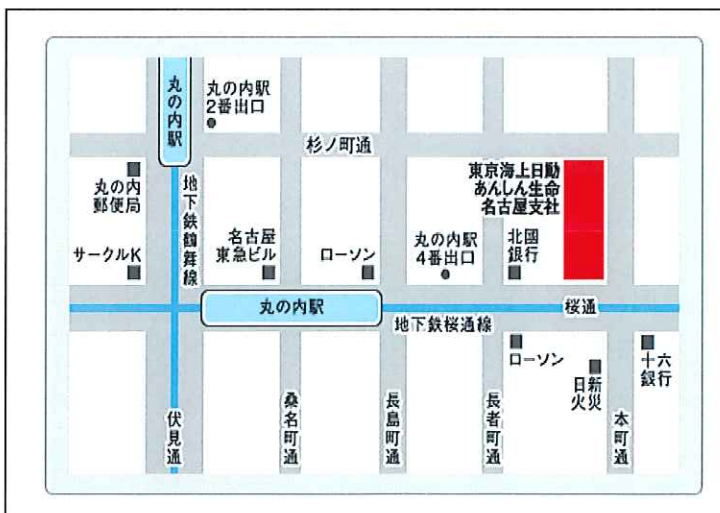 丸の内駅
丸の内駅
2番出口
杉ノ町通
東京海上日動
あんしん生命
名古屋支社
丸の内
郵便局
地下鉄鶴舞線
サークルK
名古屋
東急ビル
ローソン
丸の内駅
4番出口
北國
銀行
丸の内駅
地下鉄桜通線
桜通
ローソン
日新
火災
十六
銀行
伏見通
桑名町通
長島町通
長者町通
本町通